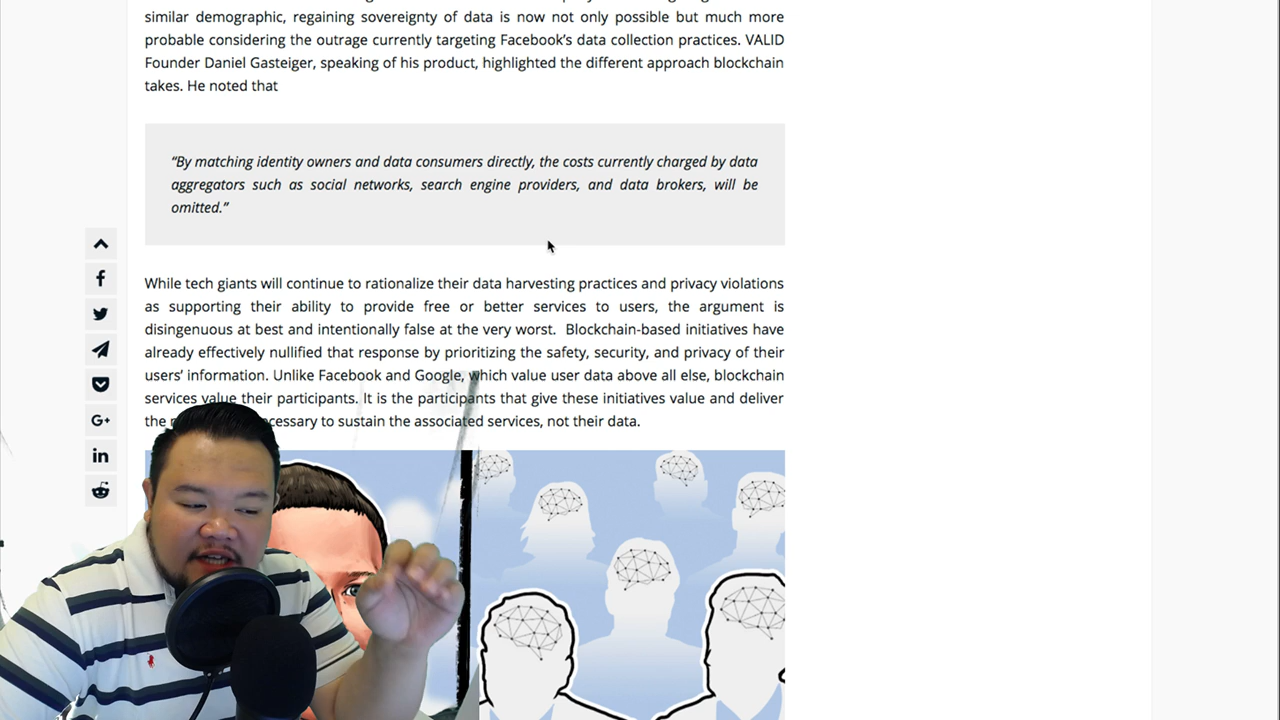 similar demographic, regaining sovereignty of data is now not only possible but much more
probable considering the outrage currently targeting Facebook’s data collection practices. VALID
Founder Daniel Gasteiger, speaking of his product, highlighted the different approach blockchain
takes. He noted that
“By matching identity owners and data consumers directly, the costs currently charged by data
aggregators such as social networks, search engine providers, and data brokers, will be
omitted.”
While tech giants will continue to rationalize their data harvesting practices and privacy violations
as supporting their ability to provide free or better services to users, the argument is
disingenuous at best and intentionally false at the very worst. Blockchain-based initiatives have
already effectively nullified that response by prioritizing the safety, security, and privacy of their
users’ information. Unlike Facebook and Google, which value user data above all else, blockchain
services value their participants. It is the participants that give these initiatives value and deliver
the to sustain the associated services, not their data.
G+
in